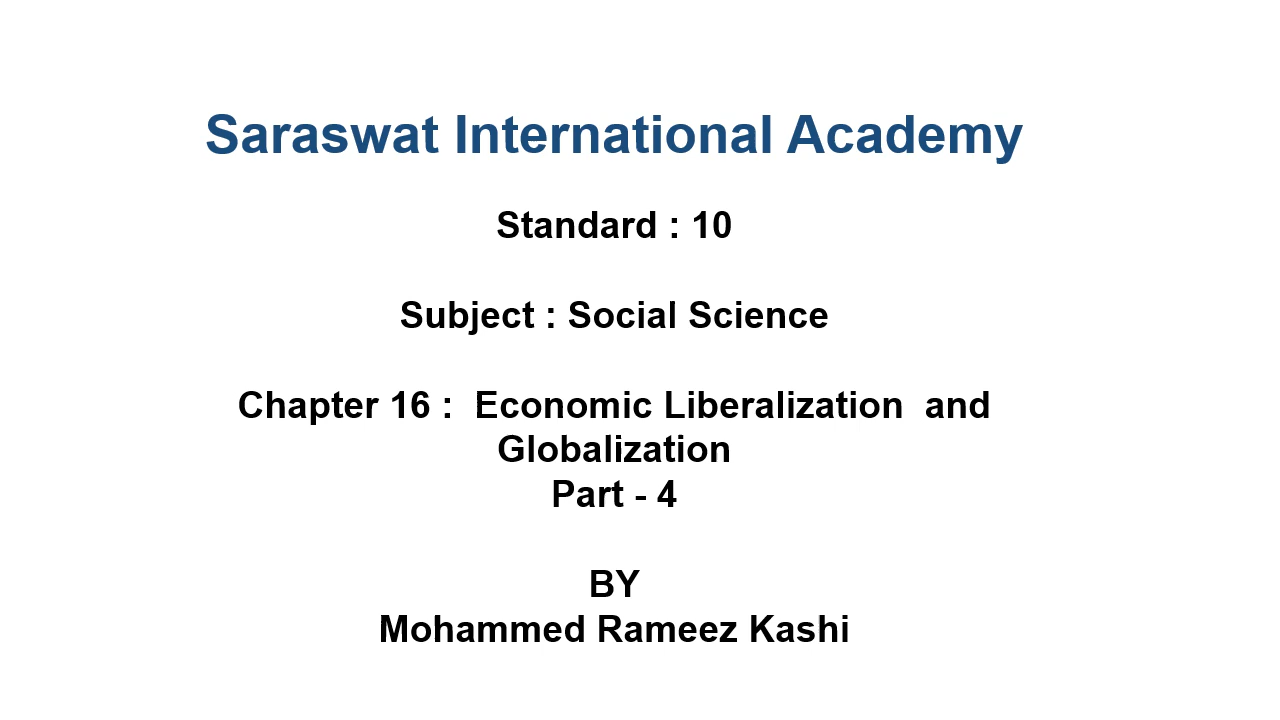 Saraswat International Academy
Standard : 10
Subject : Social Science
Chapter 16 :  Economic Liberalization  and
Globalization
Part - 4
BY
Mohammed Rameez Kashi